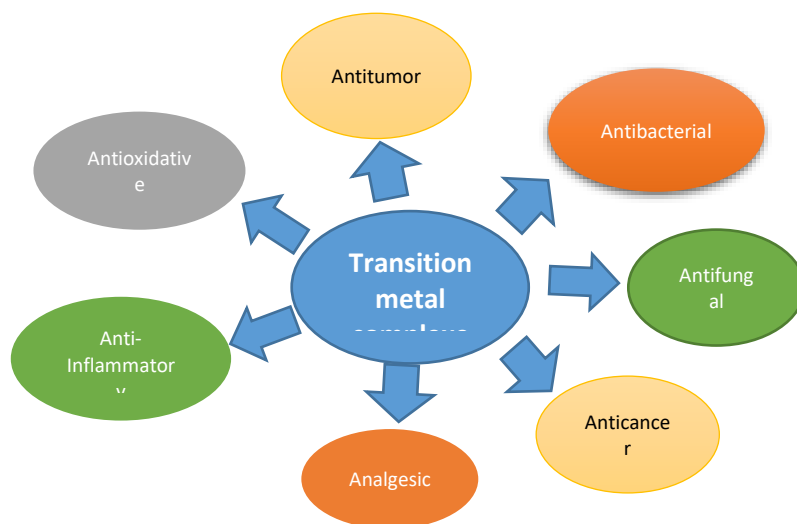 Antitumor
Antibacterial
Antioxidativ
e
Transition
metal
Antifung
al
Anti-
Inflammator
y
Anticance
r
Analgesic